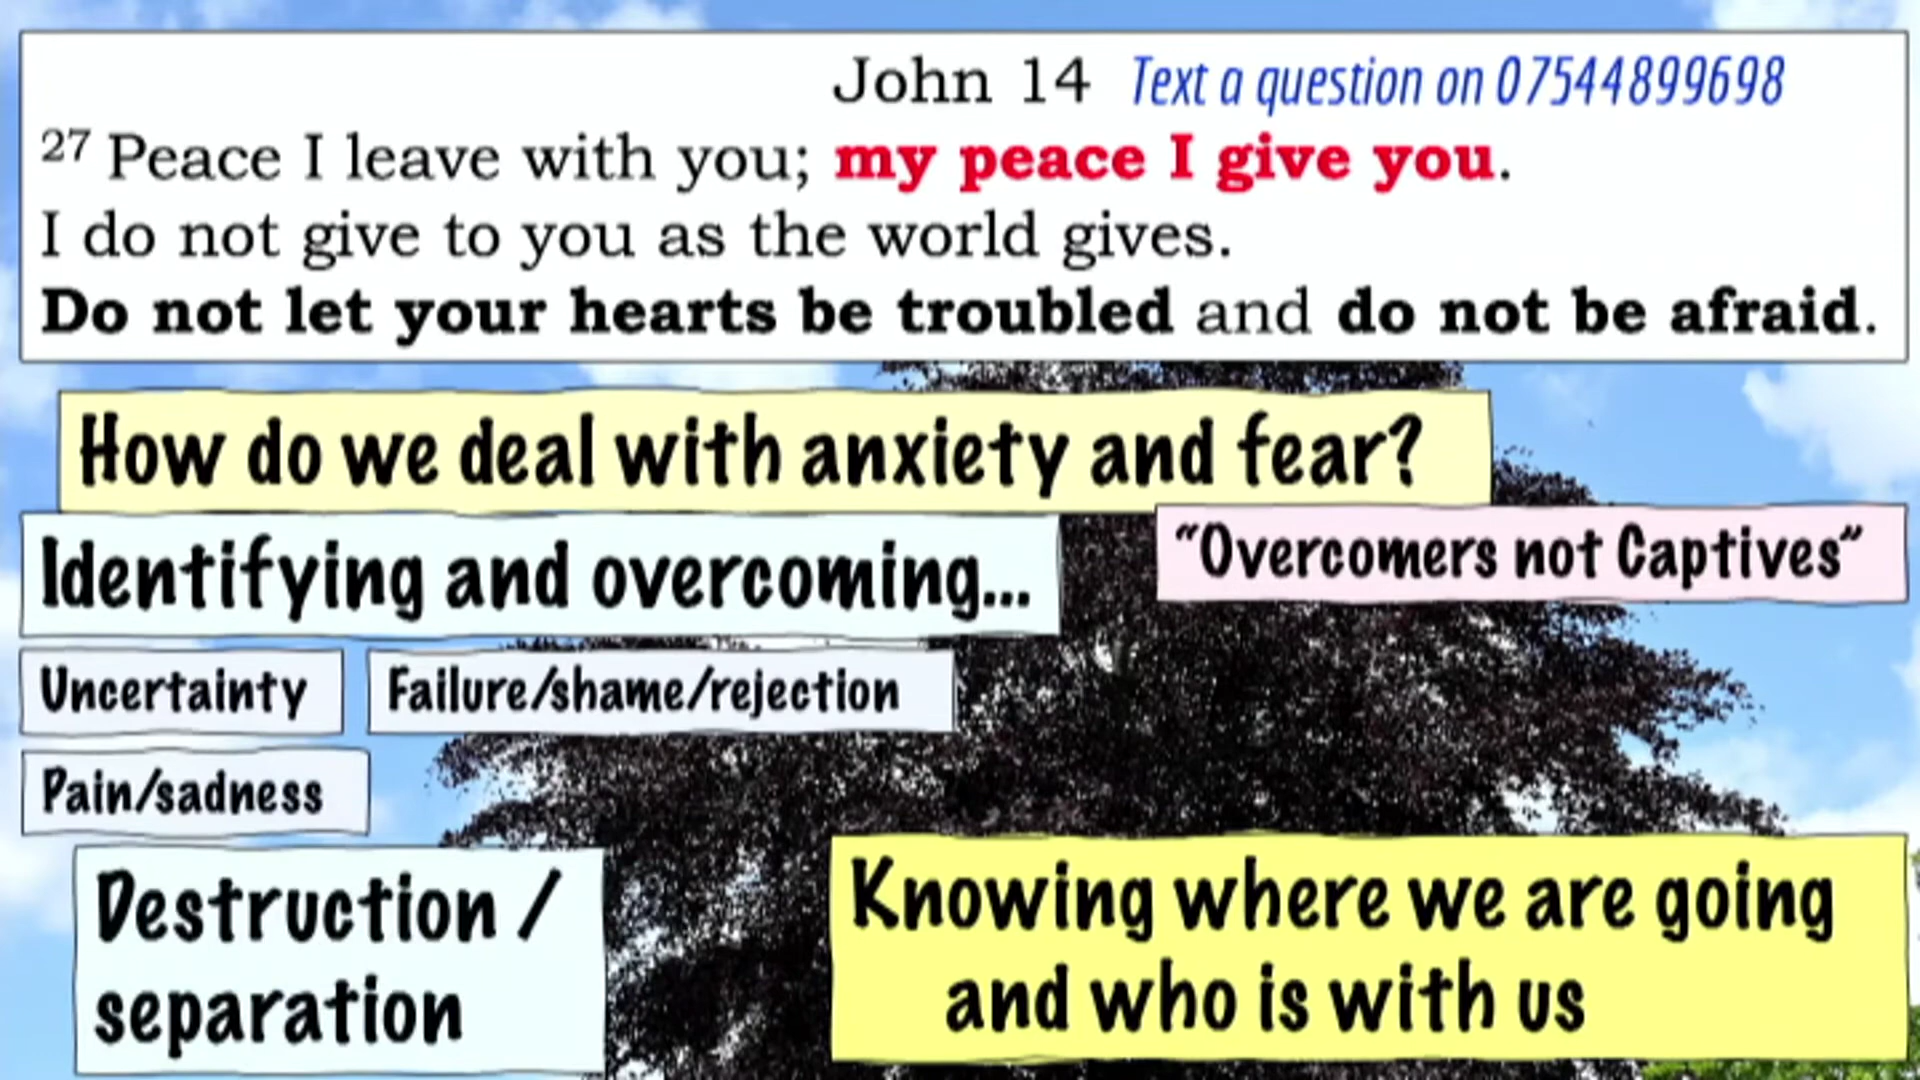 John 14 Text a question on 07544899698
27 Peace I leave with you; my peace I give you.
I do not give to you as the world gives.
Do not let your hearts be troubled and do not be afraid.
How do we deal with anxiety and fear?
Identifying and overcoming...
“Overcomers not Captives”
Uncertainty
Failure/shame/rejection
Pain/sadness
Destruction /
separation
Knowing where we are going
and who is with us